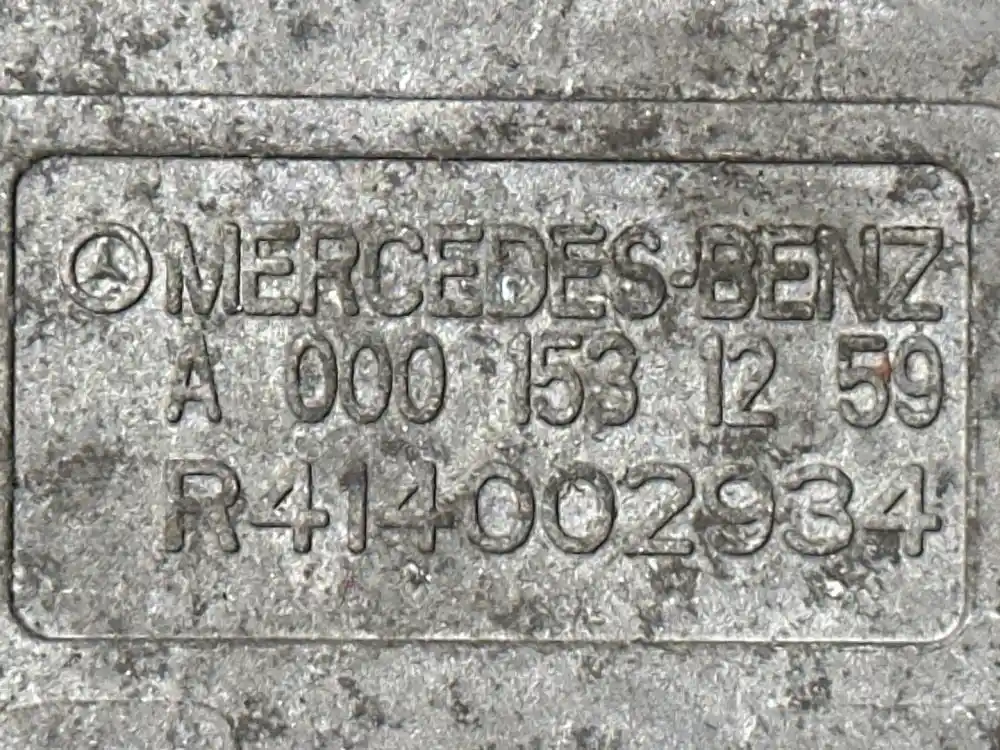 MERCEDES-BENZ
A 000 153 12 59
R414002934